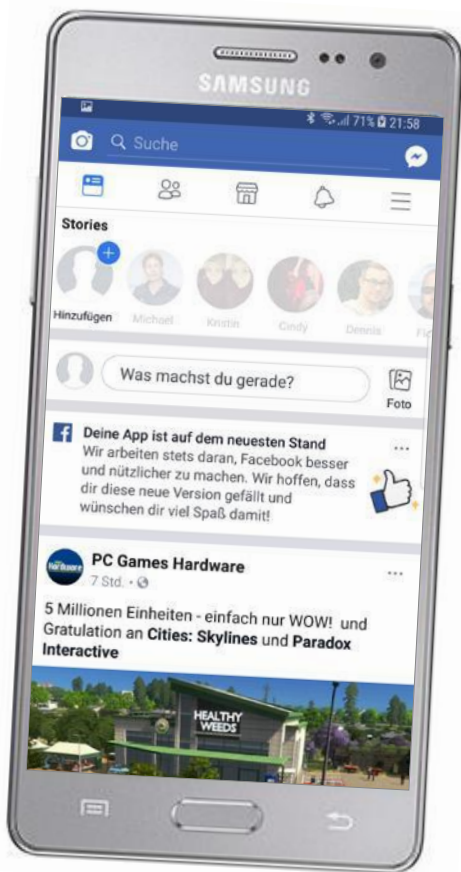 SAMSUNG
71% 21:58
Suche
Stories
Hinzufügen
Michael
Kristin
Cindy
Dennis
Was machst du gerade?
Foto
Deine App ist auf dem neuesten Stand
Wir arbeiten stets daran, Facebook besser
und nützlicher zu machen. Wir hoffen, dass
dir diese neue Version gefällt und
wünschen dir viel Spaß damit!
PC Games Hardware
7 Std.
5 Millionen Einheiten - einfach nur WOW! und
Gratulation an Cities: Skylines und Paradox
Interactive
HEALTHY
WEEDS